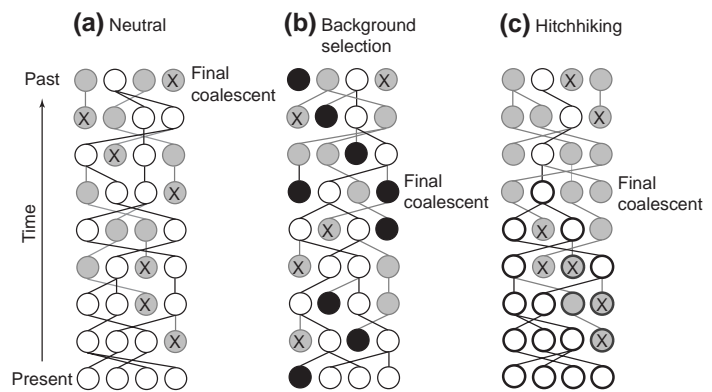 (a) Neutral
(b) Background
selection
(c) Hitchhiking
Past
Final
coalescent
X
X
X
X
X
X
X
X
Final
coalescent
X
X
X
X
X
Final
coalescent
X
X
X
X
X
X
X
Time
Present